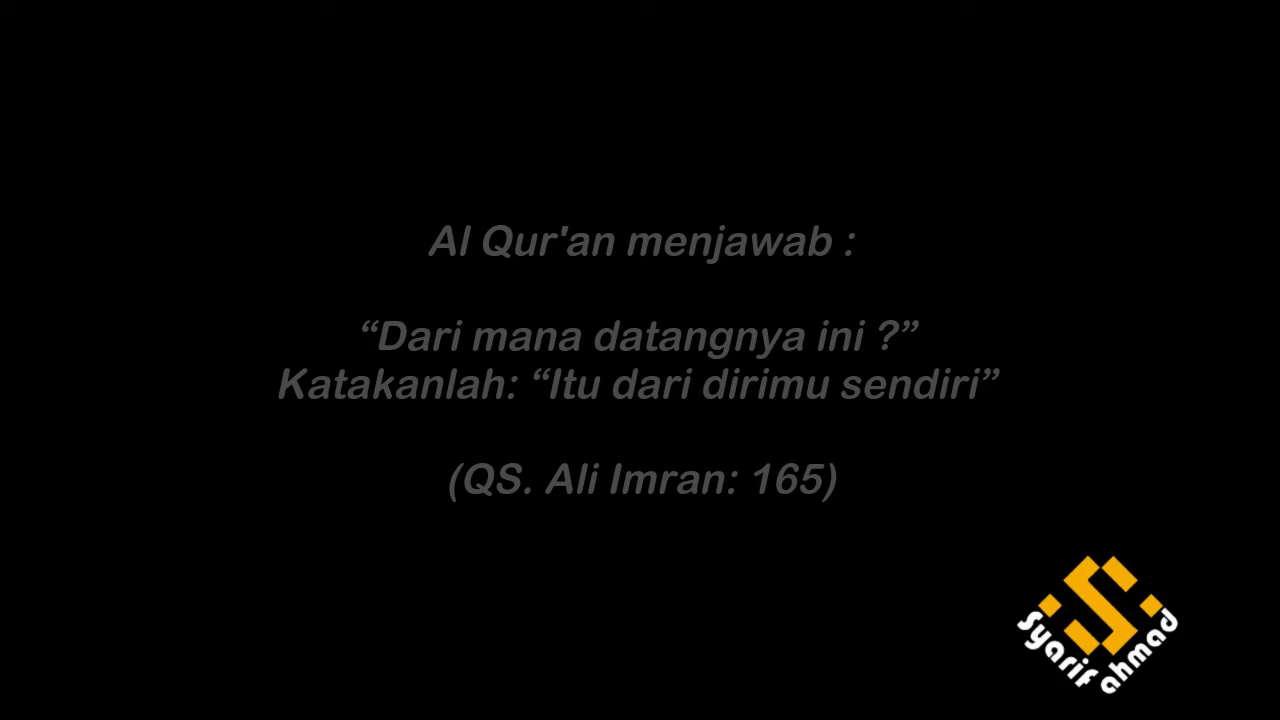 Al Qur'an menjawab :
“Dari mana datangnya ini ?”
Katakanlah: “Itu dari dirimu sendiri”
(QS. Ali Imran: 165)
Syarif ahmad